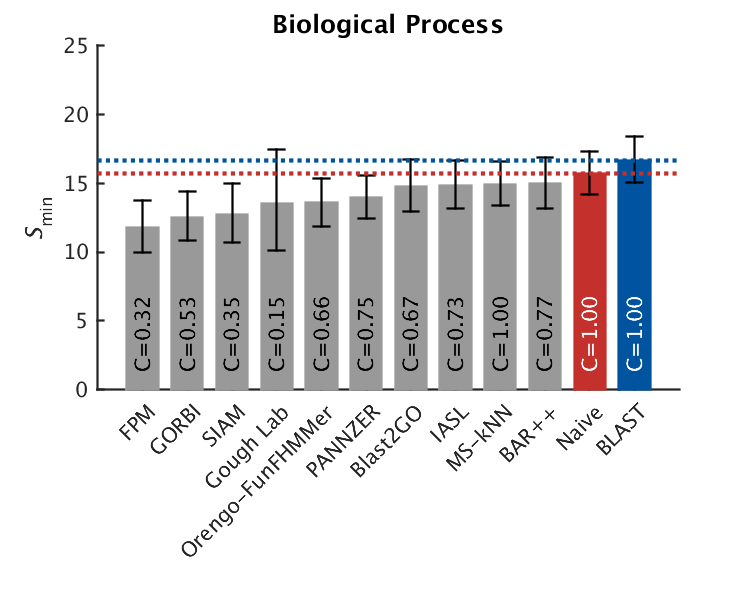 Biological Process
25
20
15
10
5
0
Smin
C=0.32
C=0.53
C=0.35
C=0.15
C=0.66
C=0.75
C=0.67
C=0.73
C=1.00
C=0.77
C=1.00
C=1.00
FPM
GORBI
SIAM
Gough Lab
Orengo-FunFHMMer
PANNZER
Blast2GO
IASL
MS-kNN
BAR++
Naive
BLAST